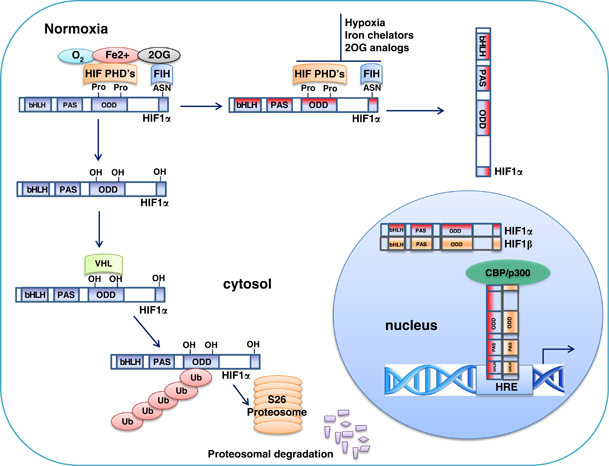 Normoxia
O2 Fe2+ 2OG
HIF PHD's FIH
Pro Pro ASN
bHLH PAS ODD
HIF1α
Hypoxia
Iron chelators
2OG analogs
HIF PHD's FIH
Pro Pro ASN
bHLH PAS ODD
HIF1α
bHLH
PAS
ODD
HIF1α
OH OH OH
bHLH PAS ODD
HIF1α
VHL
OH OH OH
bHLH PAS ODD
HIF1α
cytosol
OH OH OH
bHLH PAS ODD
HIF1α
Ub
Ub
Ub
Ub
Ub
S26
Proteosome
Proteosomal degradation
bHLH PAS ODD HIF1α
bHLH PAS ODD HIF1β
CBP/p300
nucleus
ODD ODD
PAS PAS
bHLH bHLH
HRE